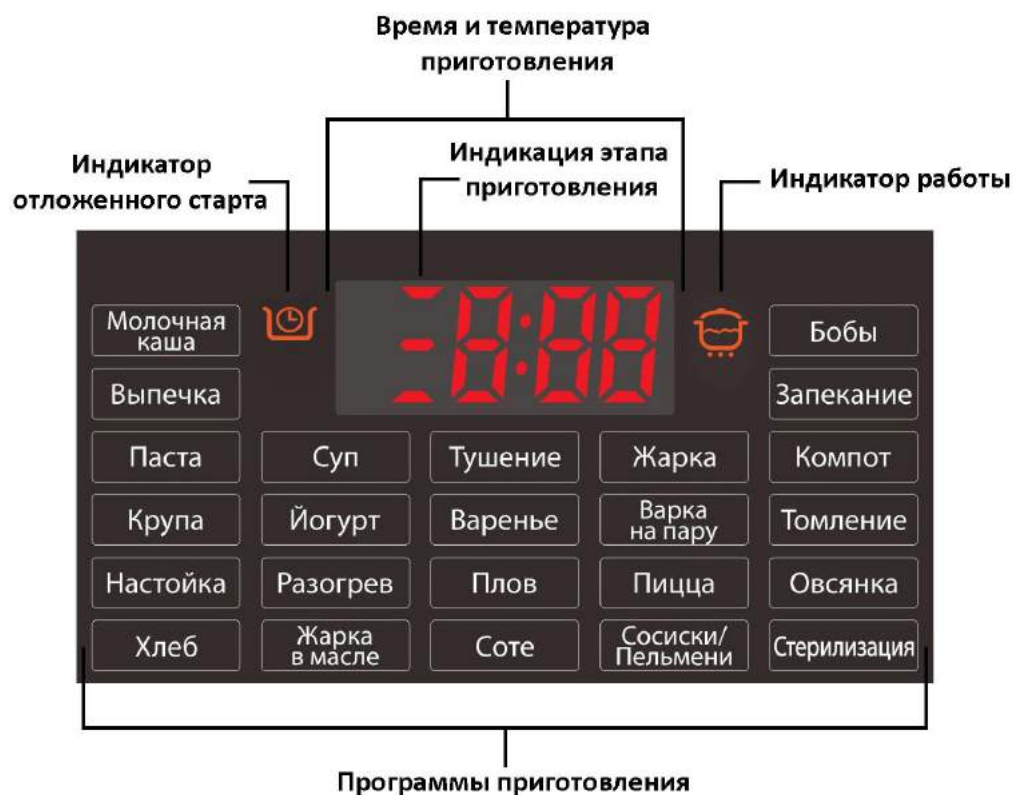 Время и температура
приготовления
Индикация этапа
приготовления
Индикатор
отложенного старта
Индикатор работы
8:88
Молочная
каша
Бобы
Выпечка
Запекание
Паста
Суп
Тушение
Жарка
Компот
Крупа
Йогурт
Варенье
Варка
на пару
Томление
Настойка
Разогрев
Плов
Пицца
Овсянка
Хлеб
Жарка
в масле
Соте
Сосиски/
Пельмени
Стерилизация
Программы приготовления